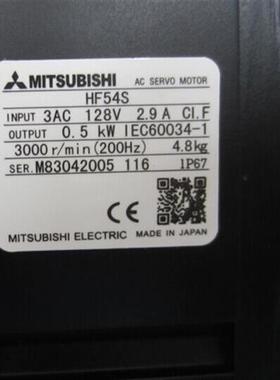 MITSUBISHI AC SERVO MOTOR
HF54S
INPUT 3AC 128V 2.9A CI.F
OUTPUT 0.5 kW IEC60034-1
3000 r/min(200Hz) 4.8kg
SER.M83042005 116 IP67
MITSUBISHI ELECTRIC MADE IN JAPAN